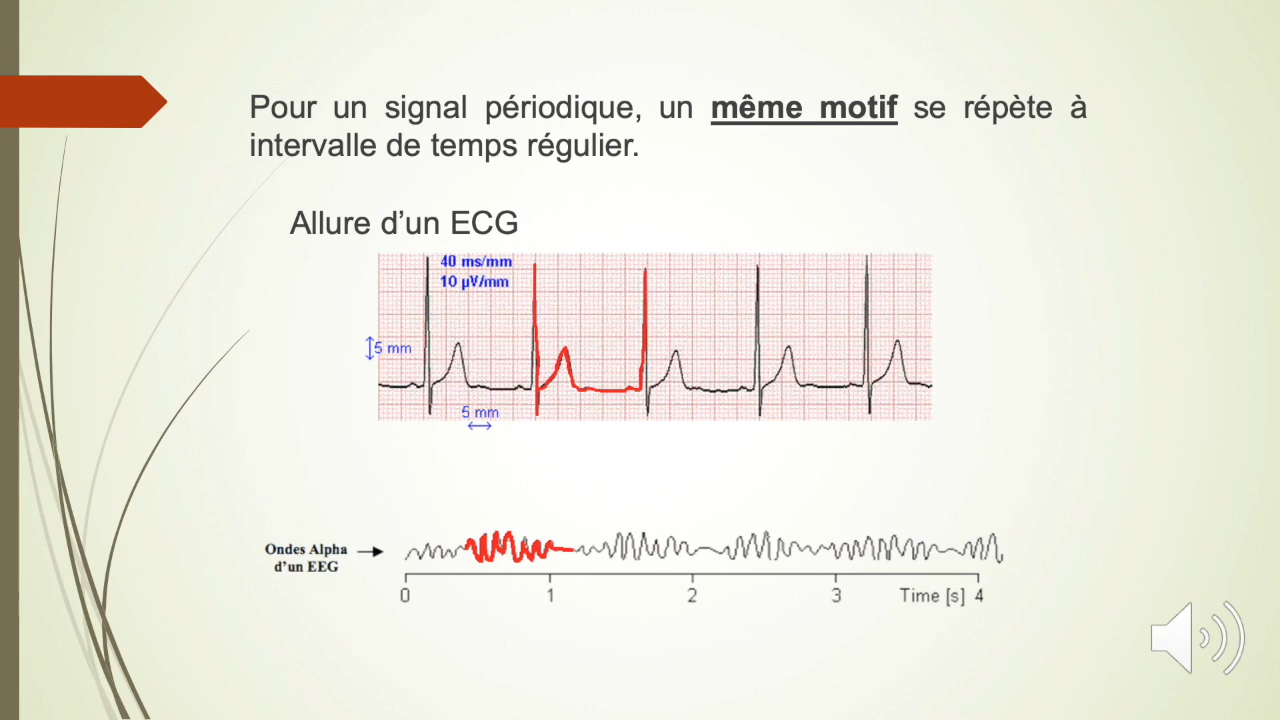 Pour un signal périodique, un même motif se répète à
intervalle de temps régulier.
Allure d’un ECG
40 ms/mm
10 µV/mm
5 mm
5 mm
Ondes Alpha
d’un EEG
0 1 2 3 Time [s] 4